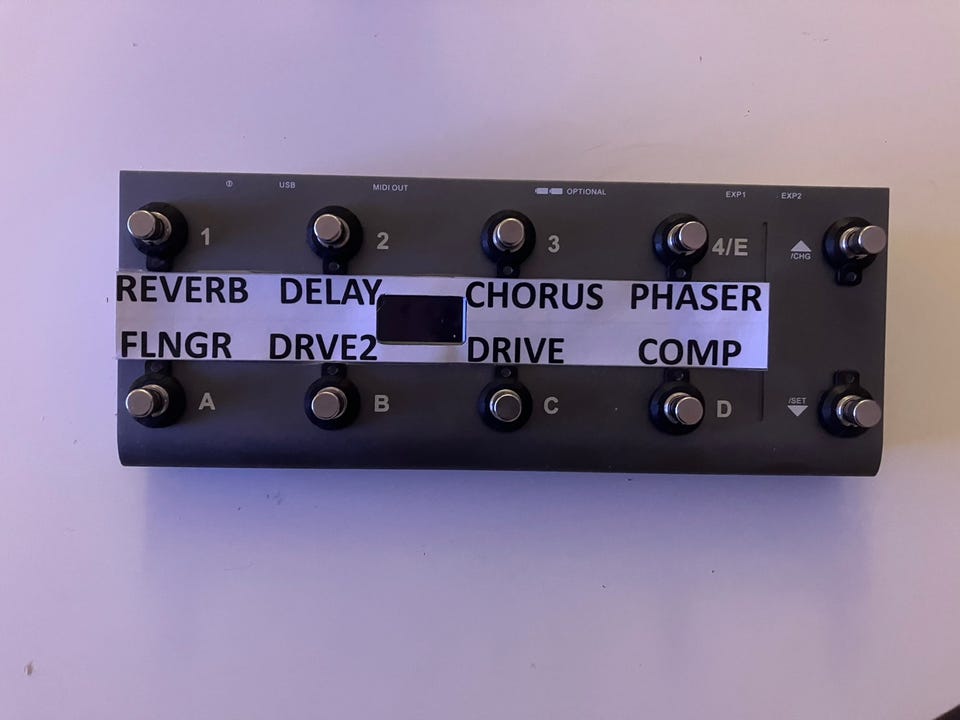 USB MIDI OUT OPTIONAL EXP1 EXP2
1 2 3 4/E /CHG
REVERB DELAY CHORUS PHASER
FLNGR DRVE2 DRIVE COMP
A B C D /SET